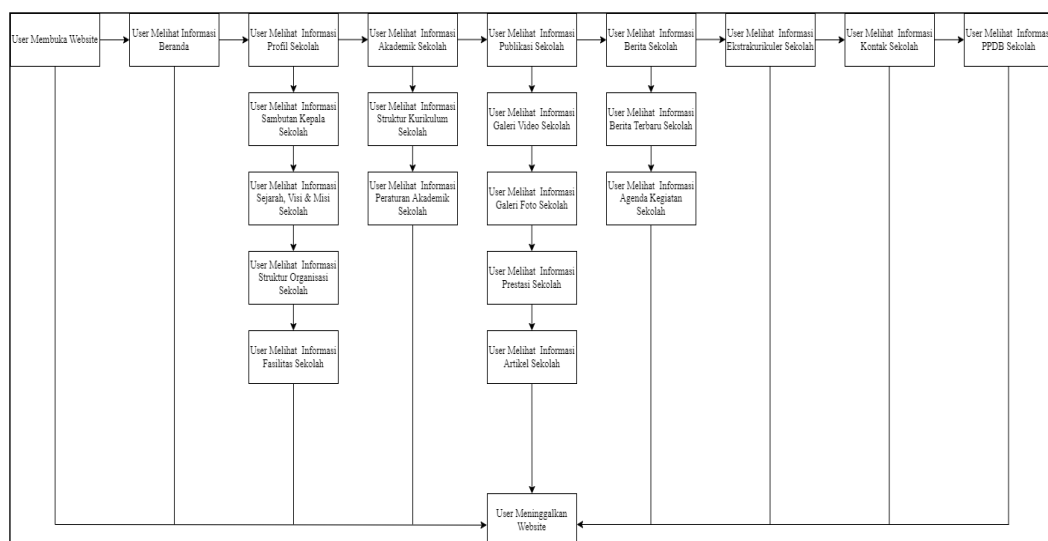 User Membuka Website
User Melihat Informasi
Beranda
User Melihat Informasi
Profil Sekolah
User Melihat Informasi
Akademik Sekolah
User Melihat Informasi
Publikasi Sekolah
User Melihat Informasi
Berita Sekolah
User Melihat Informasi
Ekstrakurikuler Sekolah
User Melihat Informasi
Kontak Sekolah
User Melihat Informasi
PPDB Sekolah
User Melihat Informasi
Sambutan Kepala
Sekolah
User Melihat Informasi
Struktur Kurikulum
Sekolah
User Melihat Informasi
Galeri Video Sekolah
User Melihat Informasi
Berita Terbaru Sekolah
User Melihat Informasi
Sejarah, Visi & Misi
Sekolah
User Melihat Informasi
Peraturan Akademik
Sekolah
User Melihat Informasi
Galeri Foto Sekolah
User Melihat Informasi
Agenda Kegiatan
Sekolah
User Melihat Informasi
Struktur Organisasi
Sekolah
User Melihat Informasi
Prestasi Sekolah
User Melihat Informasi
Fasilitas Sekolah
User Melihat Informasi
Artikel Sekolah
User Meninggalkan
Website